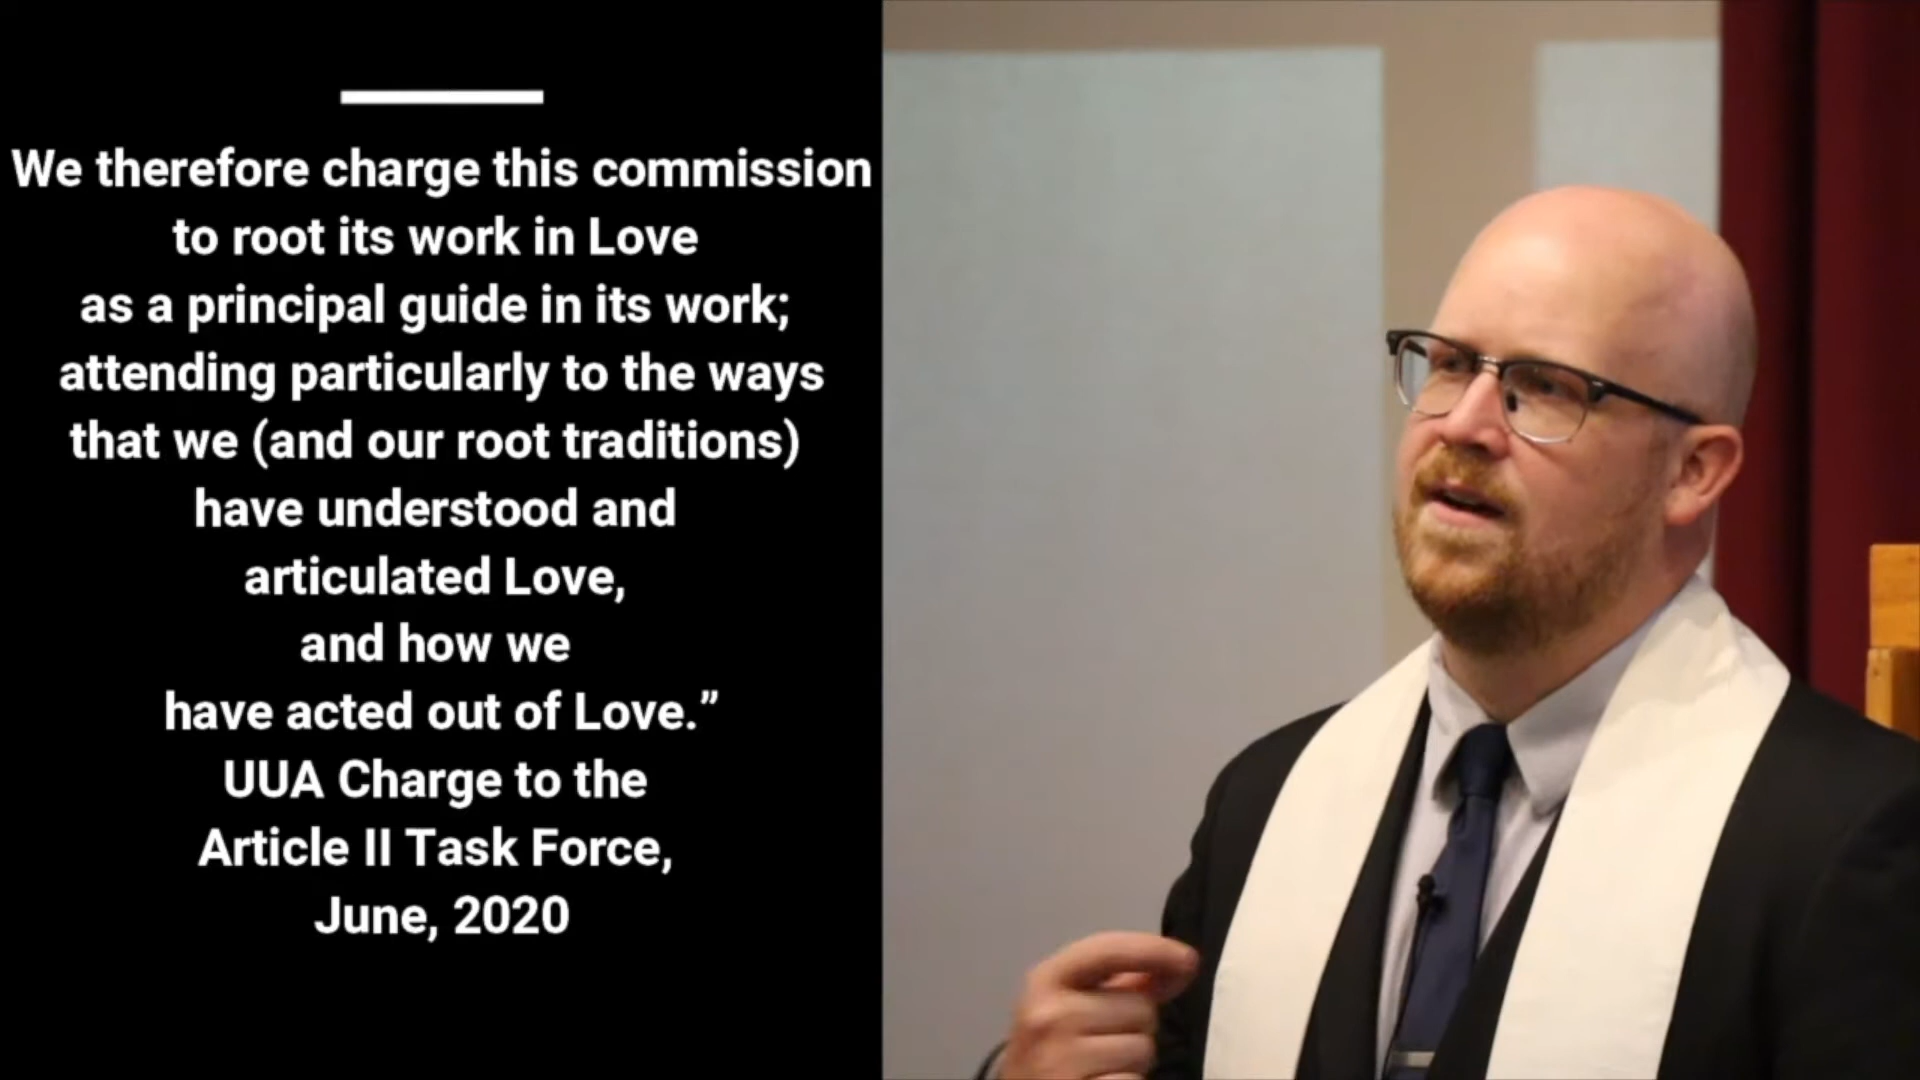 We therefore charge this commission
to root its work in Love
as a principal guide in its work;
attending particularly to the ways
that we (and our root traditions)
have understood and
articulated Love,
and how we
have acted out of Love.”
UUA Charge to the
Article II Task Force,
June, 2020